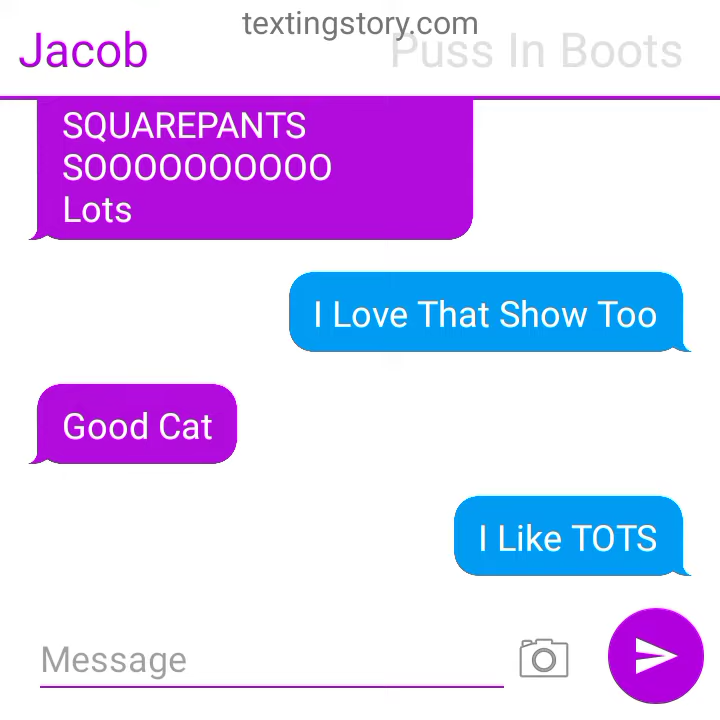 textingstory.com
Jacob
Puss In Boots
SQUAREPANTS
SOOOOOOOOOO
Lots
I Love That Show Too
Good Cat
I Like TOTS
Message